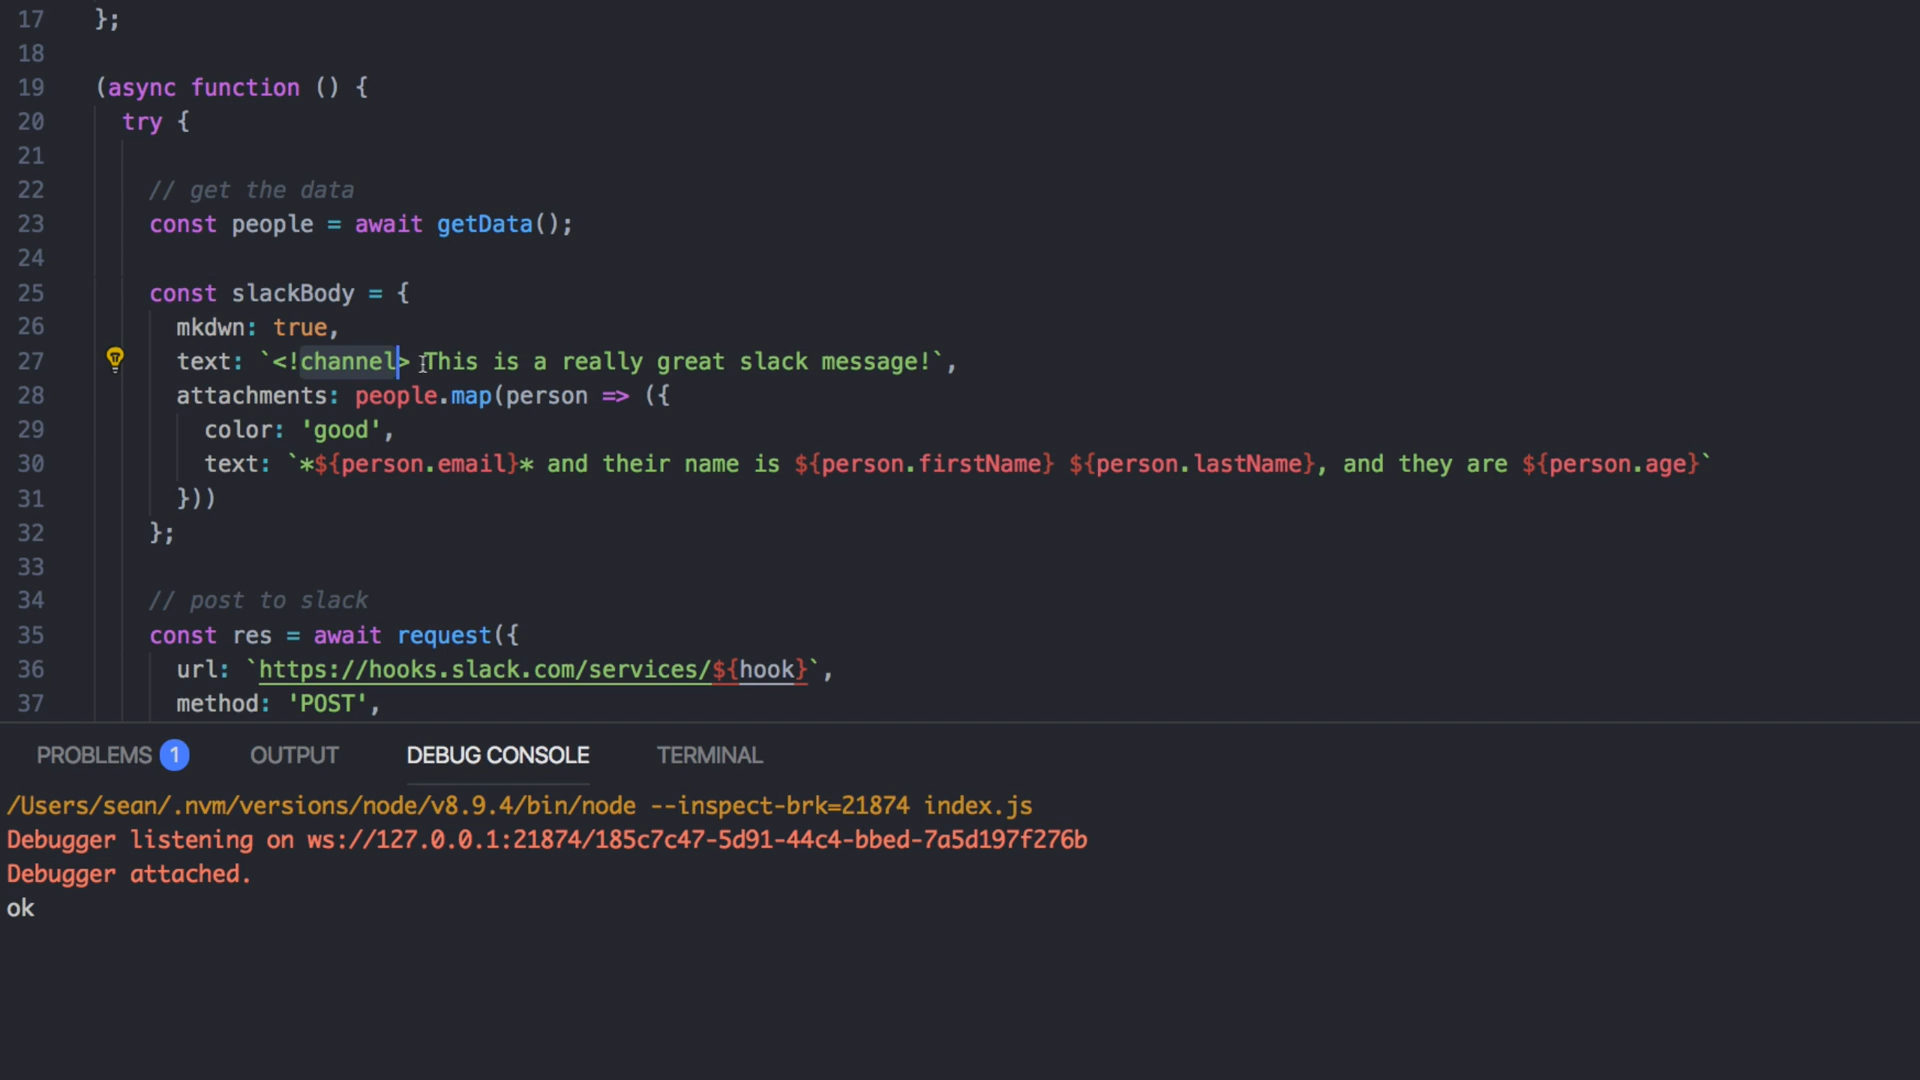 17 };
18
19 (async function () {
20 try {
21
22 // get the data
23 const people = await getData();
24
25 const slackBody = {
26 mkdwn: true,
27 text: `<!channel> This is a really great slack message!`,
28 attachments: people.map(person => ({
29 color: 'good',
30 text: `*${person.email}* and their name is ${person.firstName} ${person.lastName}, and they are ${person.age}`
31 }))
32 };
33
34 // post to slack
35 const res = await request({
36 url: `https://hooks.slack.com/services/${hook}`,
37 method: 'POST',
PROBLEMS 1 OUTPUT DEBUG CONSOLE TERMINAL
/Users/sean/.nvm/versions/node/v8.9.4/bin/node --inspect-brk=21874 index.js
Debugger listening on ws://127.0.0.1:21874/185c7c47-5d91-44c4-bbed-7a5d197f276b
Debugger attached.
ok